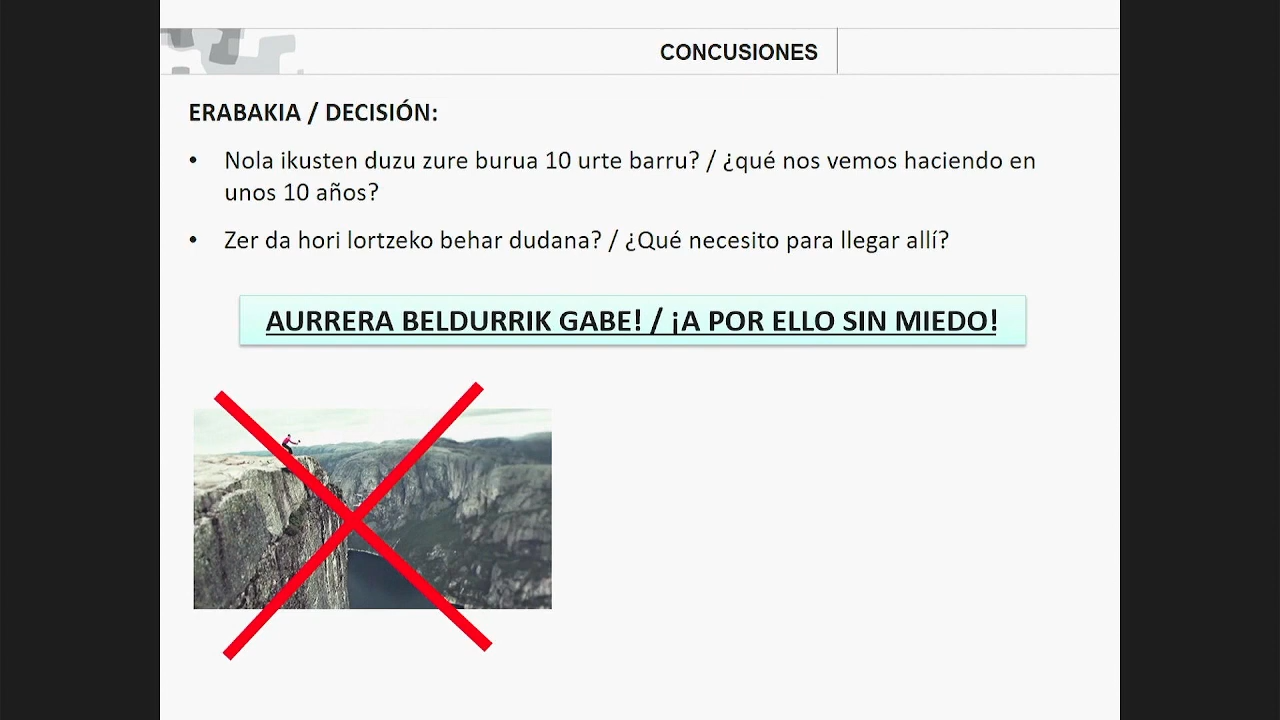 CONCUSIONES
ERABAKIA / DECISIÓN:
• Nola ikusten duzu zure burua 10 urte barru? / ¿qué nos vemos haciendo en
unos 10 años?
• Zer da hori lortzeko behar dudana? / ¿Qué necesito para llegar allí?
AURRERA BELDURRIK GABE! / ¡A POR ELLO SIN MIEDO!